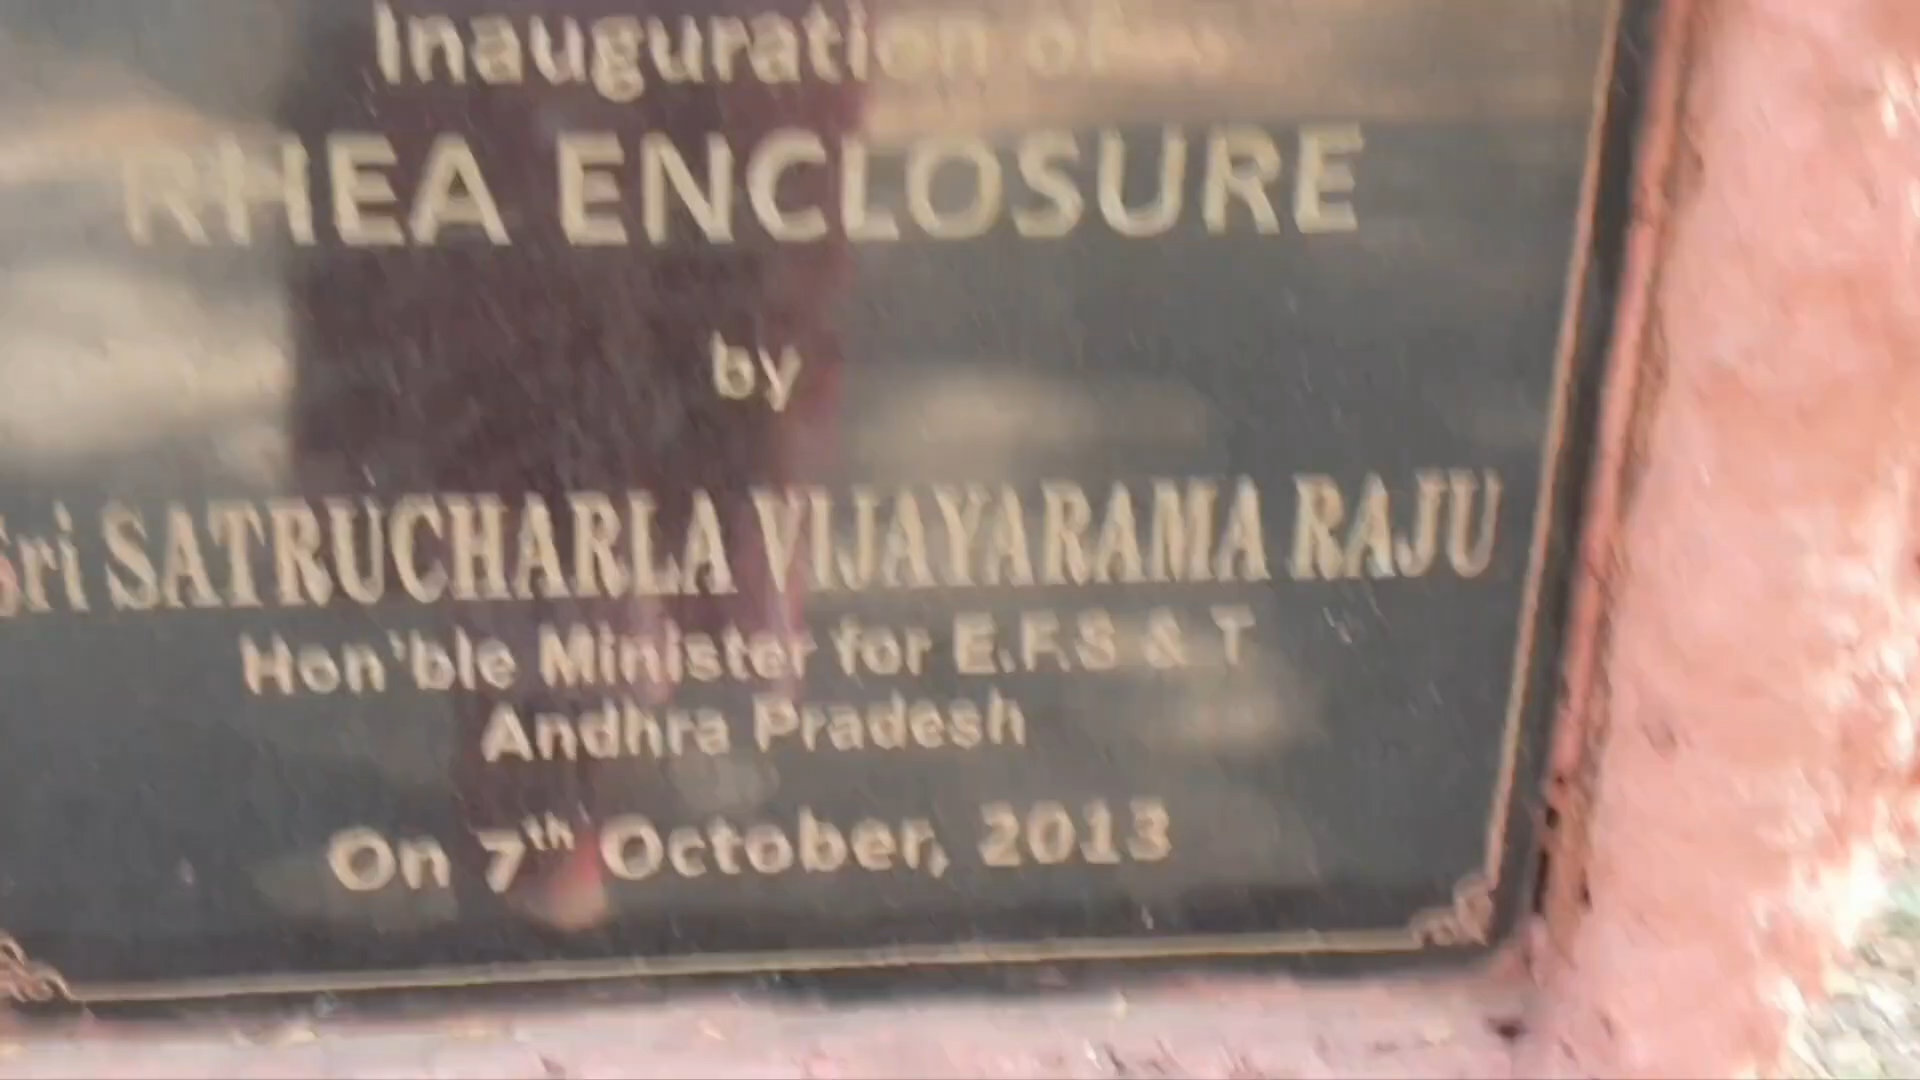 Inauguration of
RHEA ENCLOSURE
by
Sri SATRUCHARLA VIJAYARAMA RAJU
Hon'ble Minister for E.F.S & T
Andhra Pradesh
On 7th October, 2013